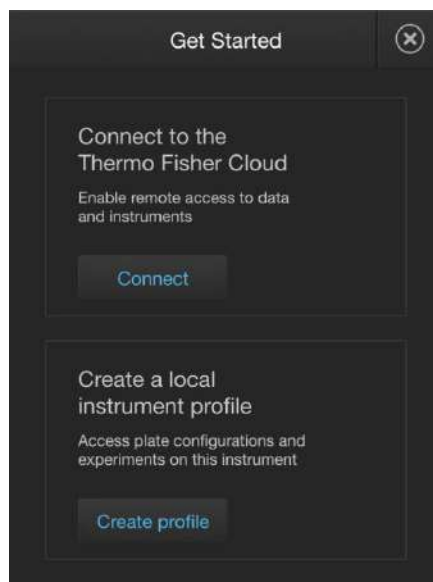 Get Started
Connect to the
Thermo Fisher Cloud
Enable remote access to data
and instruments
Connect
Create a local
instrument profile
Access plate configurations and
experiments on this instrument
Create profile